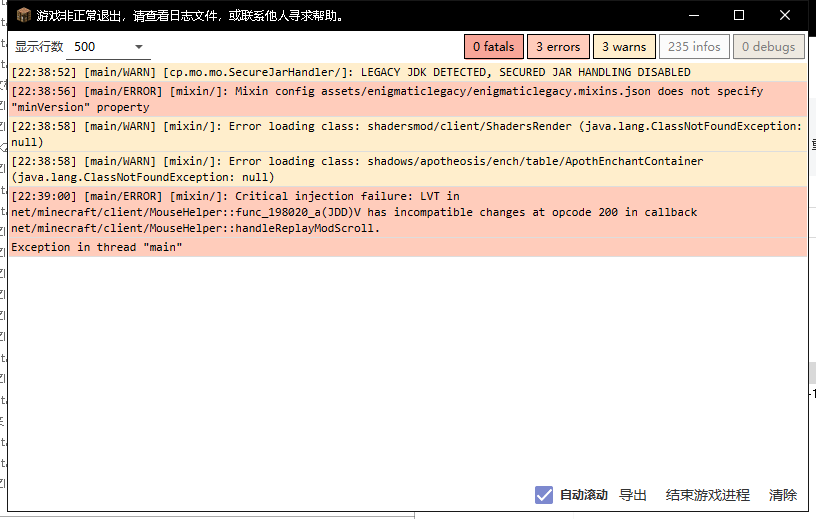 游戏非正常退出，请查看日志文件，或联系他人寻求帮助。
显示行数 500 0 fatals 3 errors 3 warns 235 infos 0 debugs
[22:38:52] [main/WARN] [cp.mo.mo.SecureJarHandler/]: LEGACY JDK DETECTED, SECURED JAR HANDLING DISABLED
[22:38:56] [main/ERROR] [mixin/]: Mixin config assets/enigmaticlegacy/enigmaticlegacy.mixins.json does not specify
"minVersion" property
[22:38:58] [main/WARN] [mixin/]: Error loading class: shadersmod/client/ShadersRender (java.lang.ClassNotFoundException:
null)
[22:38:58] [main/WARN] [mixin/]: Error loading class: shadows/apotheosis/ench/table/ApothEnchantContainer
(java.lang.ClassNotFoundException: null)
[22:39:00] [main/ERROR] [mixin/]: Critical injection failure: LVT in
net/minecraft/client/MouseHelper::func_198020_a(JDD)V has incompatible changes at opcode 200 in callback
net/minecraft/client/MouseHelper::handleReplayModScroll.
Exception in thread "main"
自动滚动 导出 结束游戏进程 清除